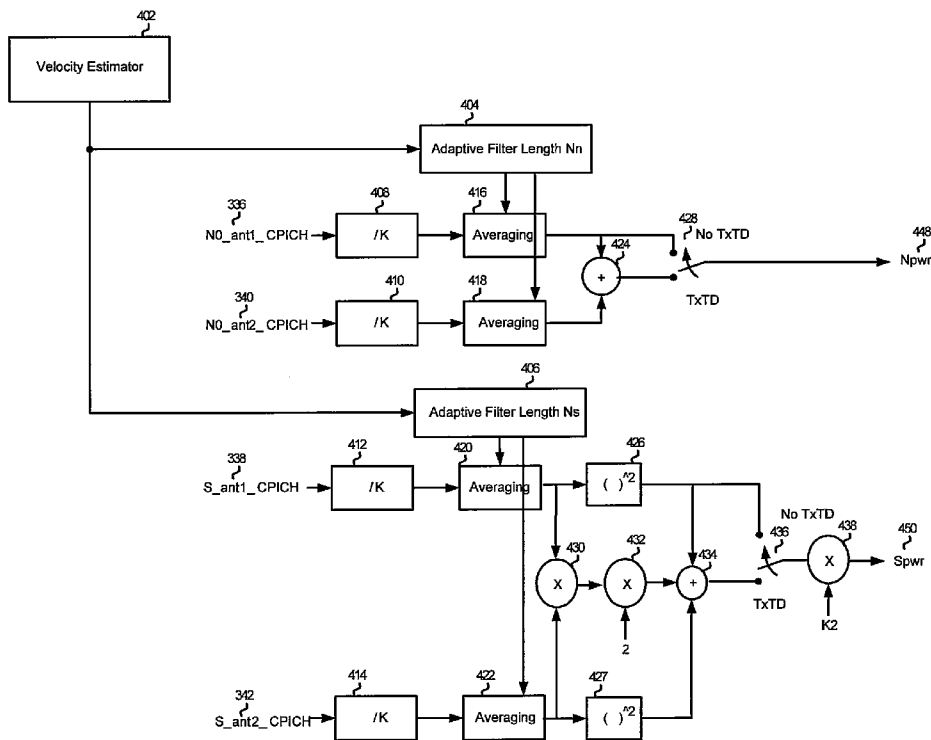 402
Velocity Estimator
404
Adaptive Filter Length Nn
336
N0_ant1_CPICH
408
/K
416
Averaging
428
No TxTD
424
+
TxTD
448
Npwr
340
N0_ant2_CPICH
410
/K
418
Averaging
406
Adaptive Filter Length Ns
338
S_ant1_CPICH
412
/K
420
Averaging
426
( )^2
No TxTD
436
438
X
450
Spwr
430
X
432
X
434
+
TxTD
K2
2
342
S_ant2_CPICH
414
/K
422
Averaging
427
( )^2